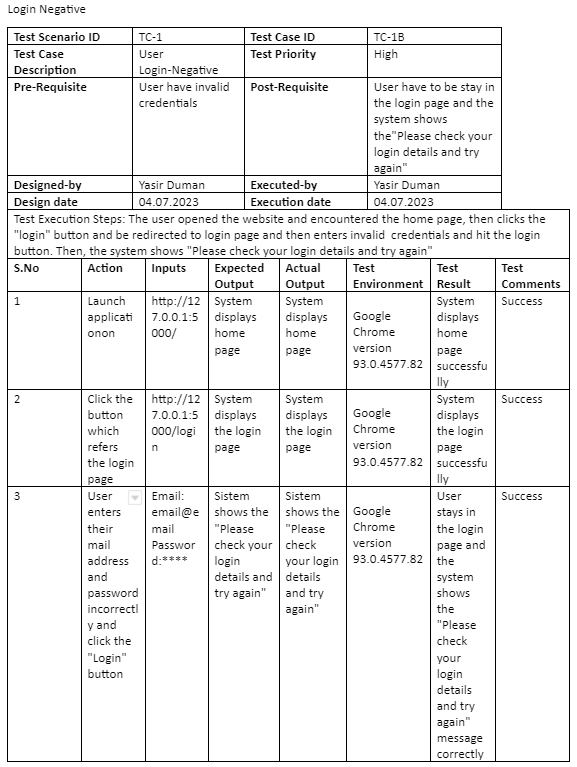 Login Negative
Test Scenario ID TC-1 Test Case ID TC-1B
Test Case Description User Login-Negative Test Priority High
Pre-Requisite User have invalid credentials Post-Requisite User have to be stay in the login page and the system shows the"Please check your login details and try again"
Designed-by Yasir Duman Executed-by Yasir Duman
Design date 04.07.2023 Execution date 04.07.2023
Test Execution Steps: The user opened the website and encountered the home page, then clicks the
"login" button and be redirected to login page and then enters invalid credentials and hit the login
button. Then, the system shows "Please check your login details and try again"
S.No Action Inputs Expected Output Actual Output Test Environment Test Result Test Comments
1 Launch applicationon http://127.0.0.1:5000/ System displays home page System displays home page Google Chrome version 93.0.4577.82 System displays home page successfully Success
2 Click the button which refers the login page http://127.0.0.1:5000/login System displays the login page System displays the login page Google Chrome version 93.0.4577.82 System displays the login page successfully Success
3 User enters their mail address and password incorrectly and click the "Login" button Email: email@email Password:**** Sistem shows the "Please check your login details and try again" Sistem shows the "Please check your login details and try again" Google Chrome version 93.0.4577.82 User stays in the login page and the system shows the "Please check your login details and try again" message correctly Success